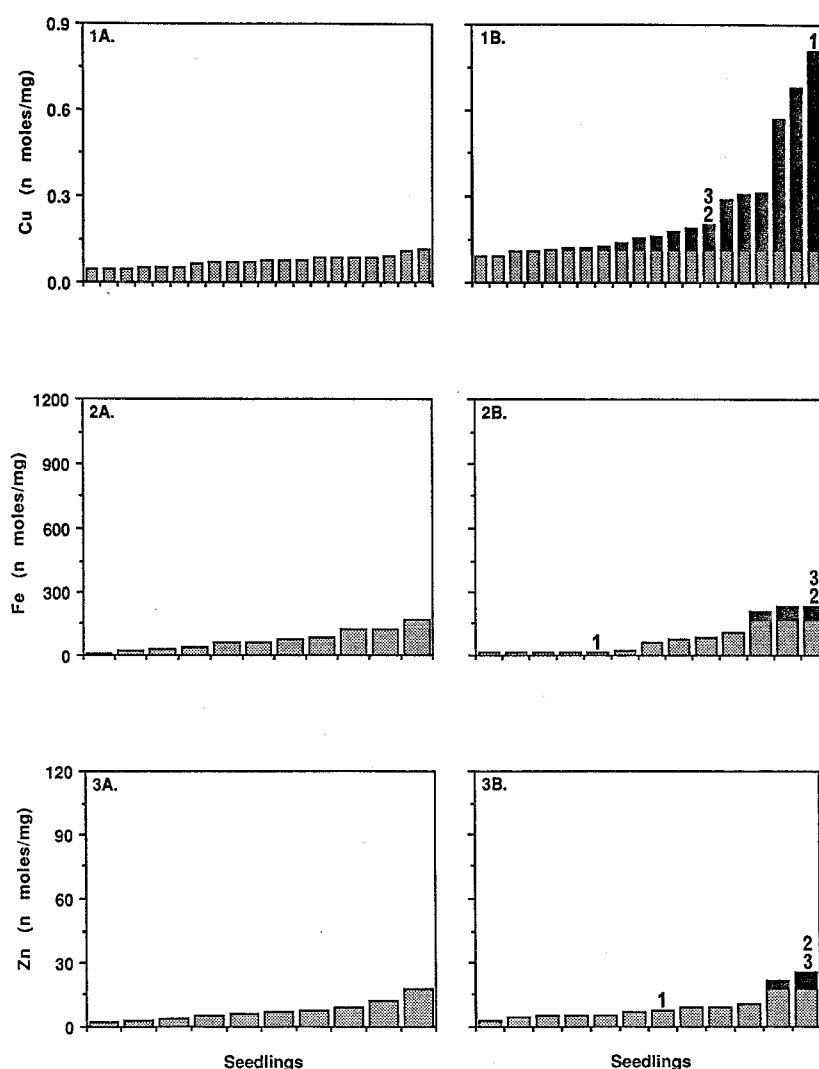 1A.
1B.
0.9
0.6
0.3
0.0
Cu (n moles/mg)
1
3
2
2A.
2B.
1200
900
600
300
0
Fe (n moles/mg)
1
3
2
3A.
3B.
120
90
60
30
0
Zn (n moles/mg)
1
2
3
Seedlings
Seedlings